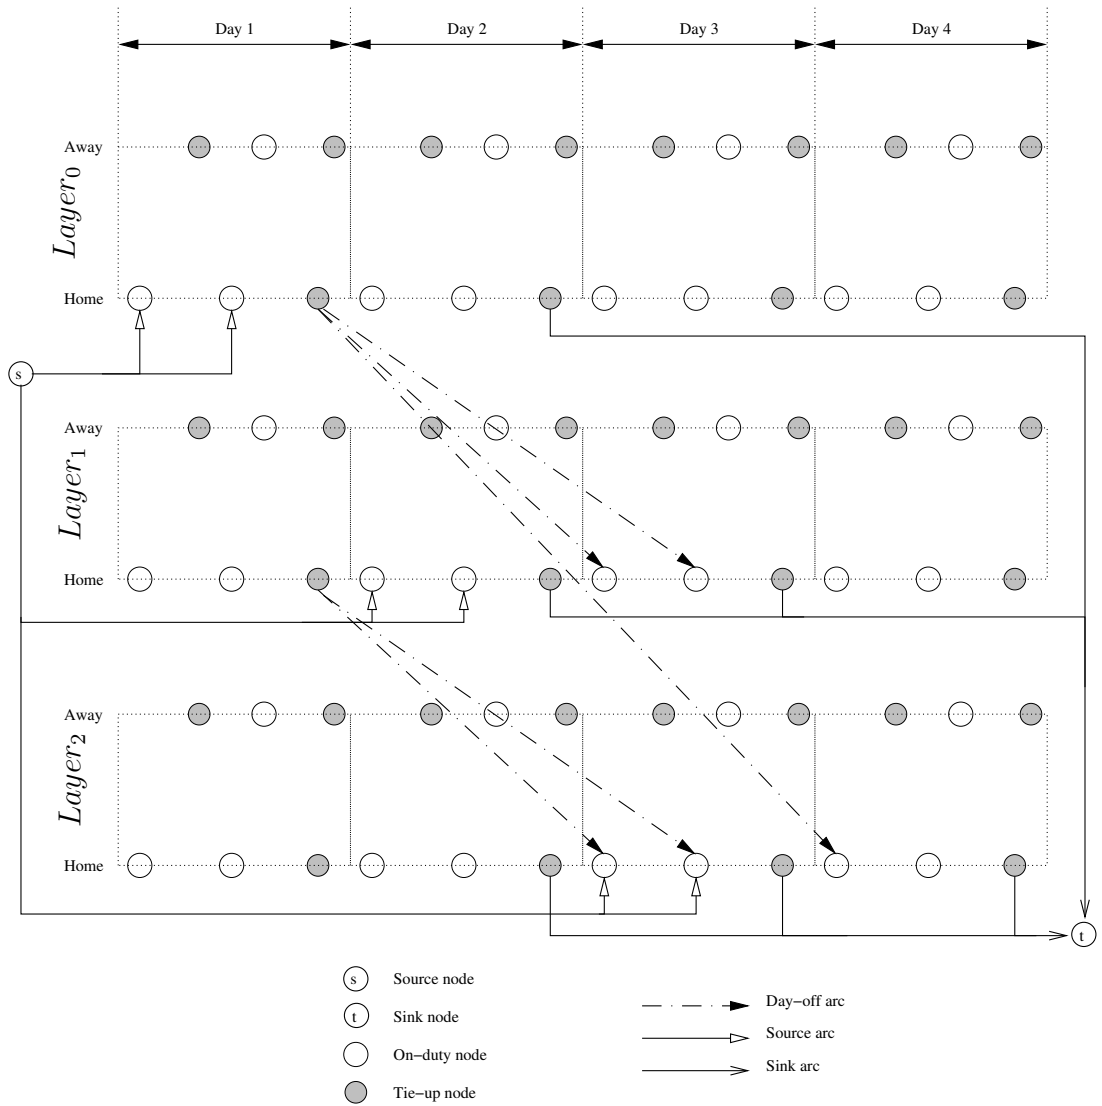 Day 1 Day 2 Day 3 Day 4
Away
Layer₀
Home
s
Away
Layer₁
Home
Away
Layer₂
Home
t
s Source node
t Sink node
On−duty node
Tie−up node
Day−off arc
Source arc
Sink arc